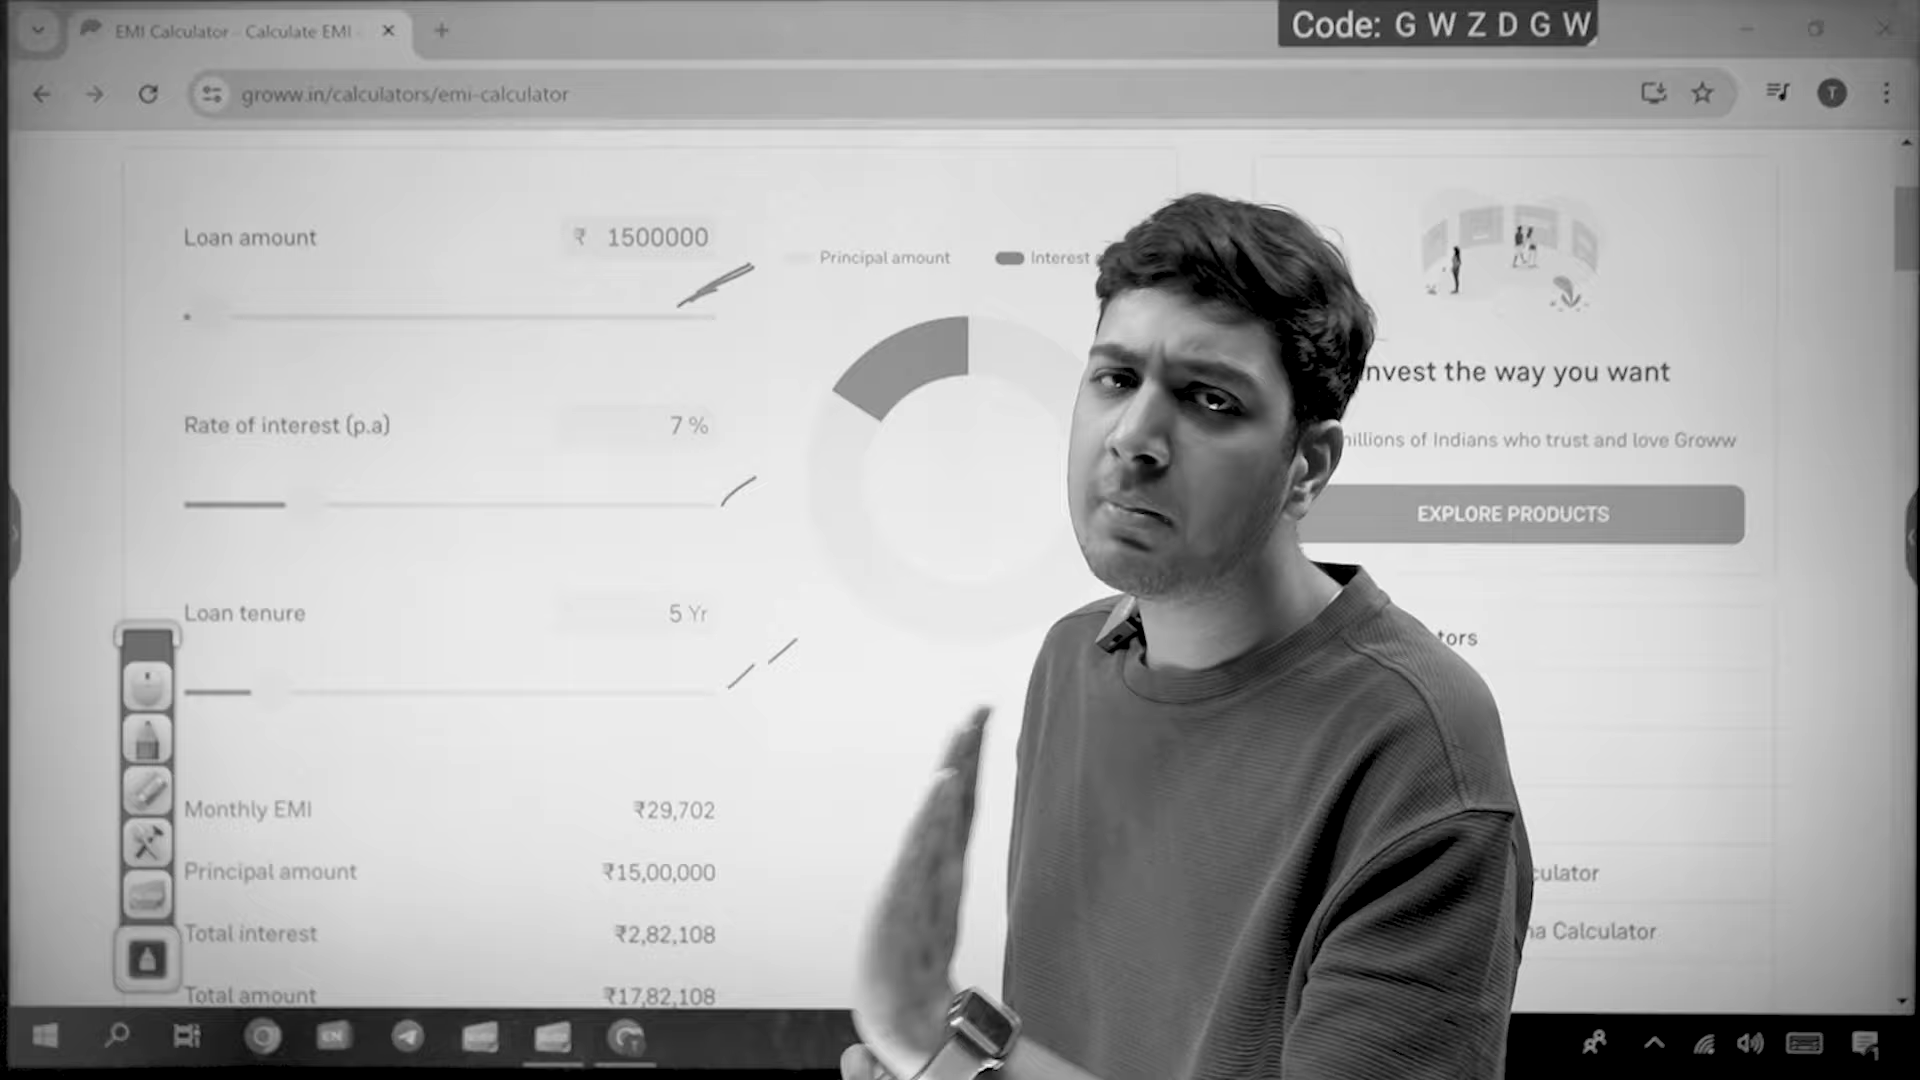 Code: G W Z D G W
EMI Calculator - Calculate EMI
groww.in/calculators/emi-calculator
T
Loan amount
₹ 1500000
Principal amount
Interest
Rate of interest (p.a)
7 %
Loan tenure
5 Yr
Monthly EMI
₹29,702
Principal amount
₹15,00,000
Total interest
₹2,82,108
Total amount
₹17,82,108
nvest the way you want
illions of Indians who trust and love Groww
EXPLORE PRODUCTS
tors
culator
na Calculator
EN